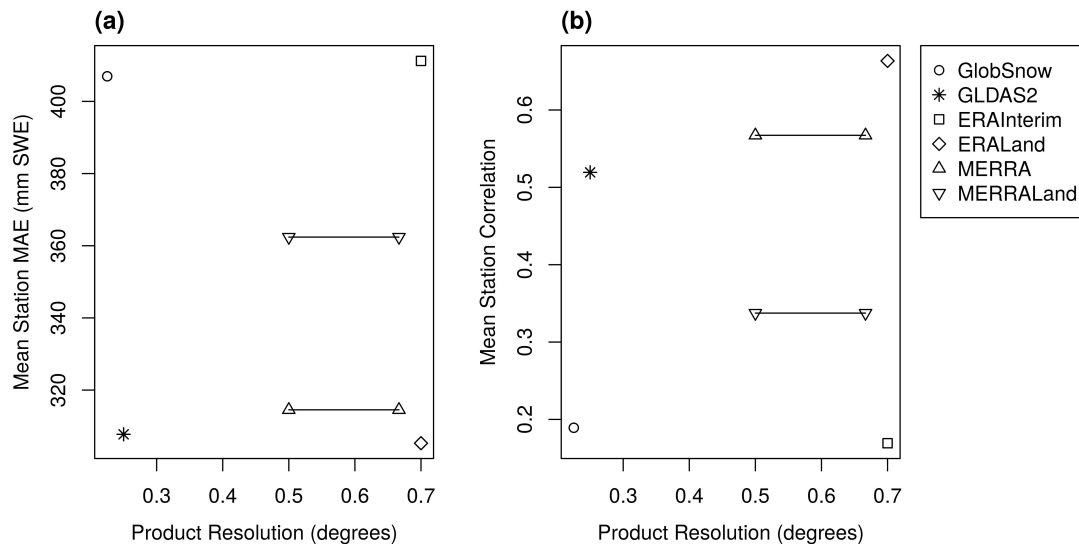 (a)
Mean Station MAE (mm SWE)
400
380
360
340
320
0.3 0.4 0.5 0.6 0.7
Product Resolution (degrees)
(b)
Mean Station Correlation
0.6
0.5
0.4
0.3
0.2
0.3 0.4 0.5 0.6 0.7
Product Resolution (degrees)
GlobSnow
GLDAS2
ERAInterim
ERALand
MERRA
MERRALand